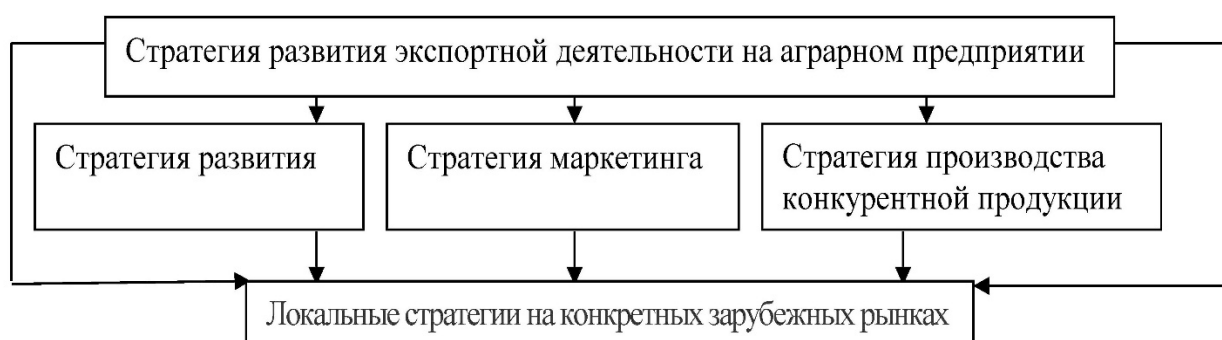 Стратегия развития экспортной деятельности на аграрном предприятии
Стратегия развития
Стратегия маркетинга
Стратегия производства
конкурентной продукции
Локальные стратегии на конкретных зарубежных рынках